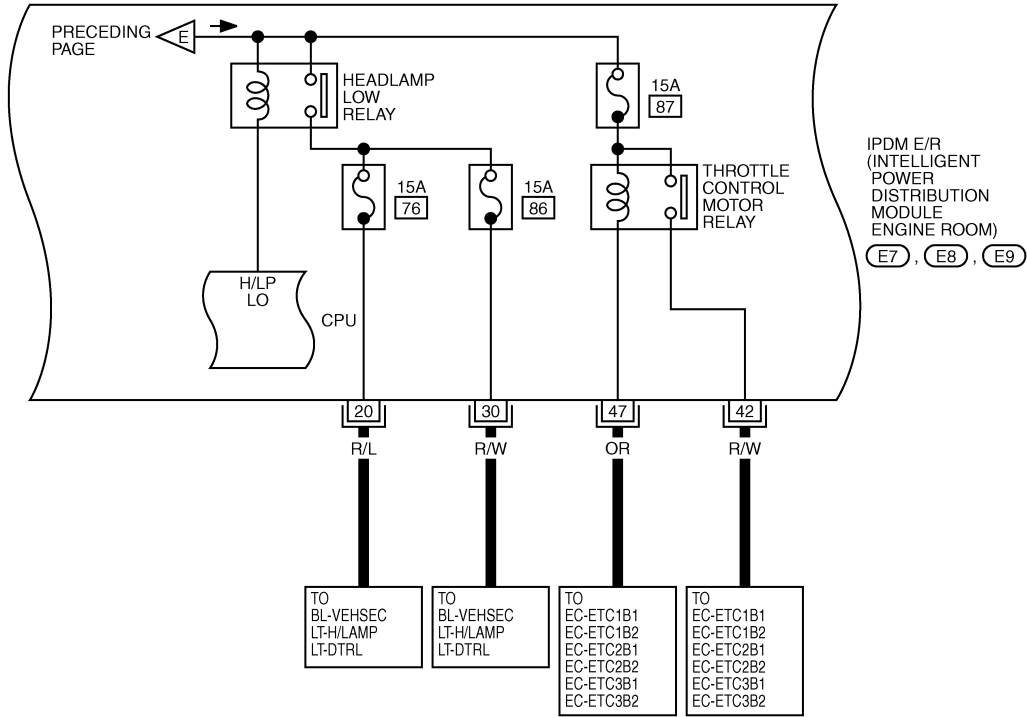 PRECEDING
PAGE
E
HEADLAMP
LOW
RELAY
15A
87
IPDM E/R
(INTELLIGENT
POWER
DISTRIBUTION
MODULE
ENGINE ROOM)
E7 , E8 , E9
THROTTLE
CONTROL
MOTOR
RELAY
15A
76
15A
86
H/LP
LO
CPU
20
30
47
42
R/L
R/W
OR
R/W
TO
BL-VEHSEC
LT-H/LAMP
LT-DTRL
TO
BL-VEHSEC
LT-H/LAMP
LT-DTRL
TO
EC-ETC1B1
EC-ETC1B2
EC-ETC2B1
EC-ETC2B2
EC-ETC3B1
EC-ETC3B2
TO
EC-ETC1B1
EC-ETC1B2
EC-ETC2B1
EC-ETC2B2
EC-ETC3B1
EC-ETC3B2